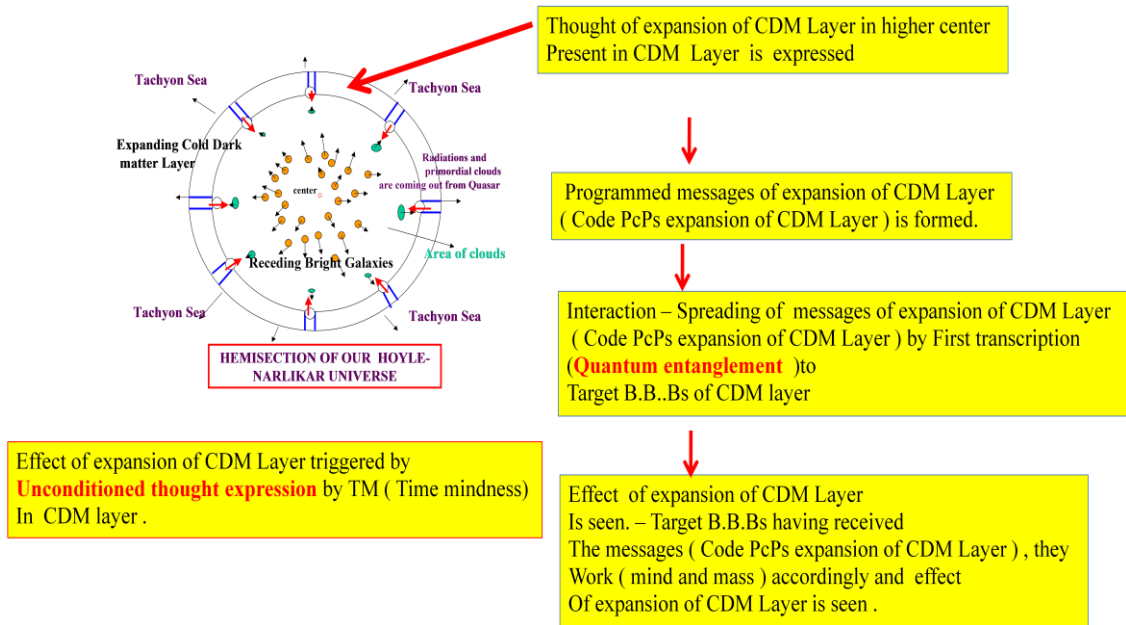 Thought of expansion of CDM Layer in higher center
Present in CDM Layer is expressed
Tachyon Sea
Tachyon Sea
Expanding Cold Dark
matter Layer
Radiations and
primordial clouds
are coming out from Quasar
center
Area of clouds
Receding Bright Galaxies
Tachyon Sea
Tachyon Sea
HEMISECTION OF OUR HOYLE-
NARLIKAR UNIVERSE
Programmed messages of expansion of CDM Layer
( Code PcPs expansion of CDM Layer ) is formed.
Interaction – Spreading of messages of expansion of CDM Layer
( Code PcPs expansion of CDM Layer ) by First transcription
(Quantum entanglement )to
Target B.B..Bs of CDM layer
Effect of expansion of CDM Layer triggered by
Unconditioned thought expression by TM ( Time mindness)
In CDM layer .
Effect of expansion of CDM Layer
Is seen. – Target B.B.Bs having received
The messages ( Code PcPs expansion of CDM Layer ) , they
Work ( mind and mass ) accordingly and effect
Of expansion of CDM Layer is seen .